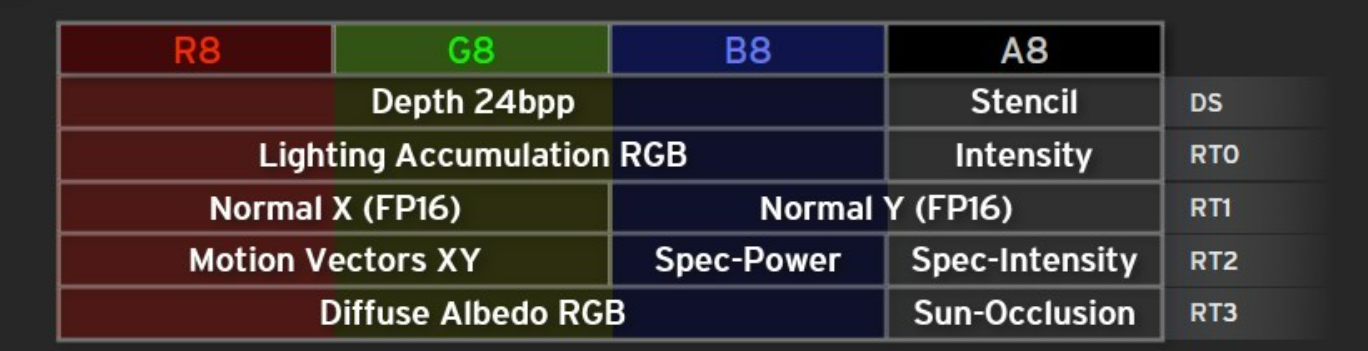 R8 G8 B8 A8
Depth 24bpp Stencil DS
Lighting Accumulation RGB Intensity RT0
Normal X (FP16) Normal Y (FP16) RT1
Motion Vectors XY Spec-Power Spec-Intensity RT2
Diffuse Albedo RGB Sun-Occlusion RT3